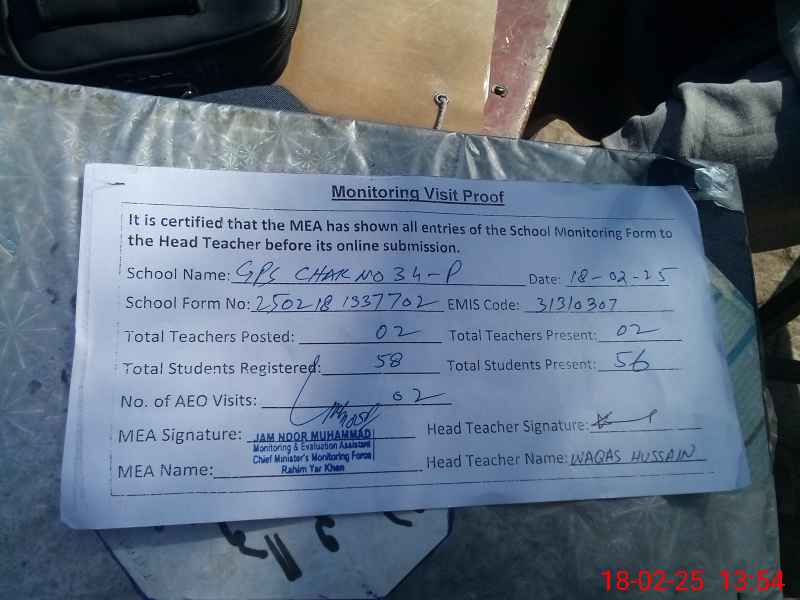 Monitoring Visit Proof
It is certified that the MEA has shown all entries of the School Monitoring Form to
the Head Teacher before its online submission.
School Name: GPS CHAK NO 34-P Date: 18-02-25
School Form No: 250218 1337702 EMIS Code: 31310307
Total Teachers Posted: 02 Total Teachers Present: 02
Total Students Registered: 58 Total Students Present: 56
No. of AEO Visits: 02
MEA Signature: Head Teacher Signature:
JAM NOOR MUHAMMAD
Monitoring & Evaluation Assistant
Chief Minister's Monitoring Force
Rahim Yar Khan
MEA Name: Head Teacher Name: WAQAS HUSSAIN
18-02-25 13:54